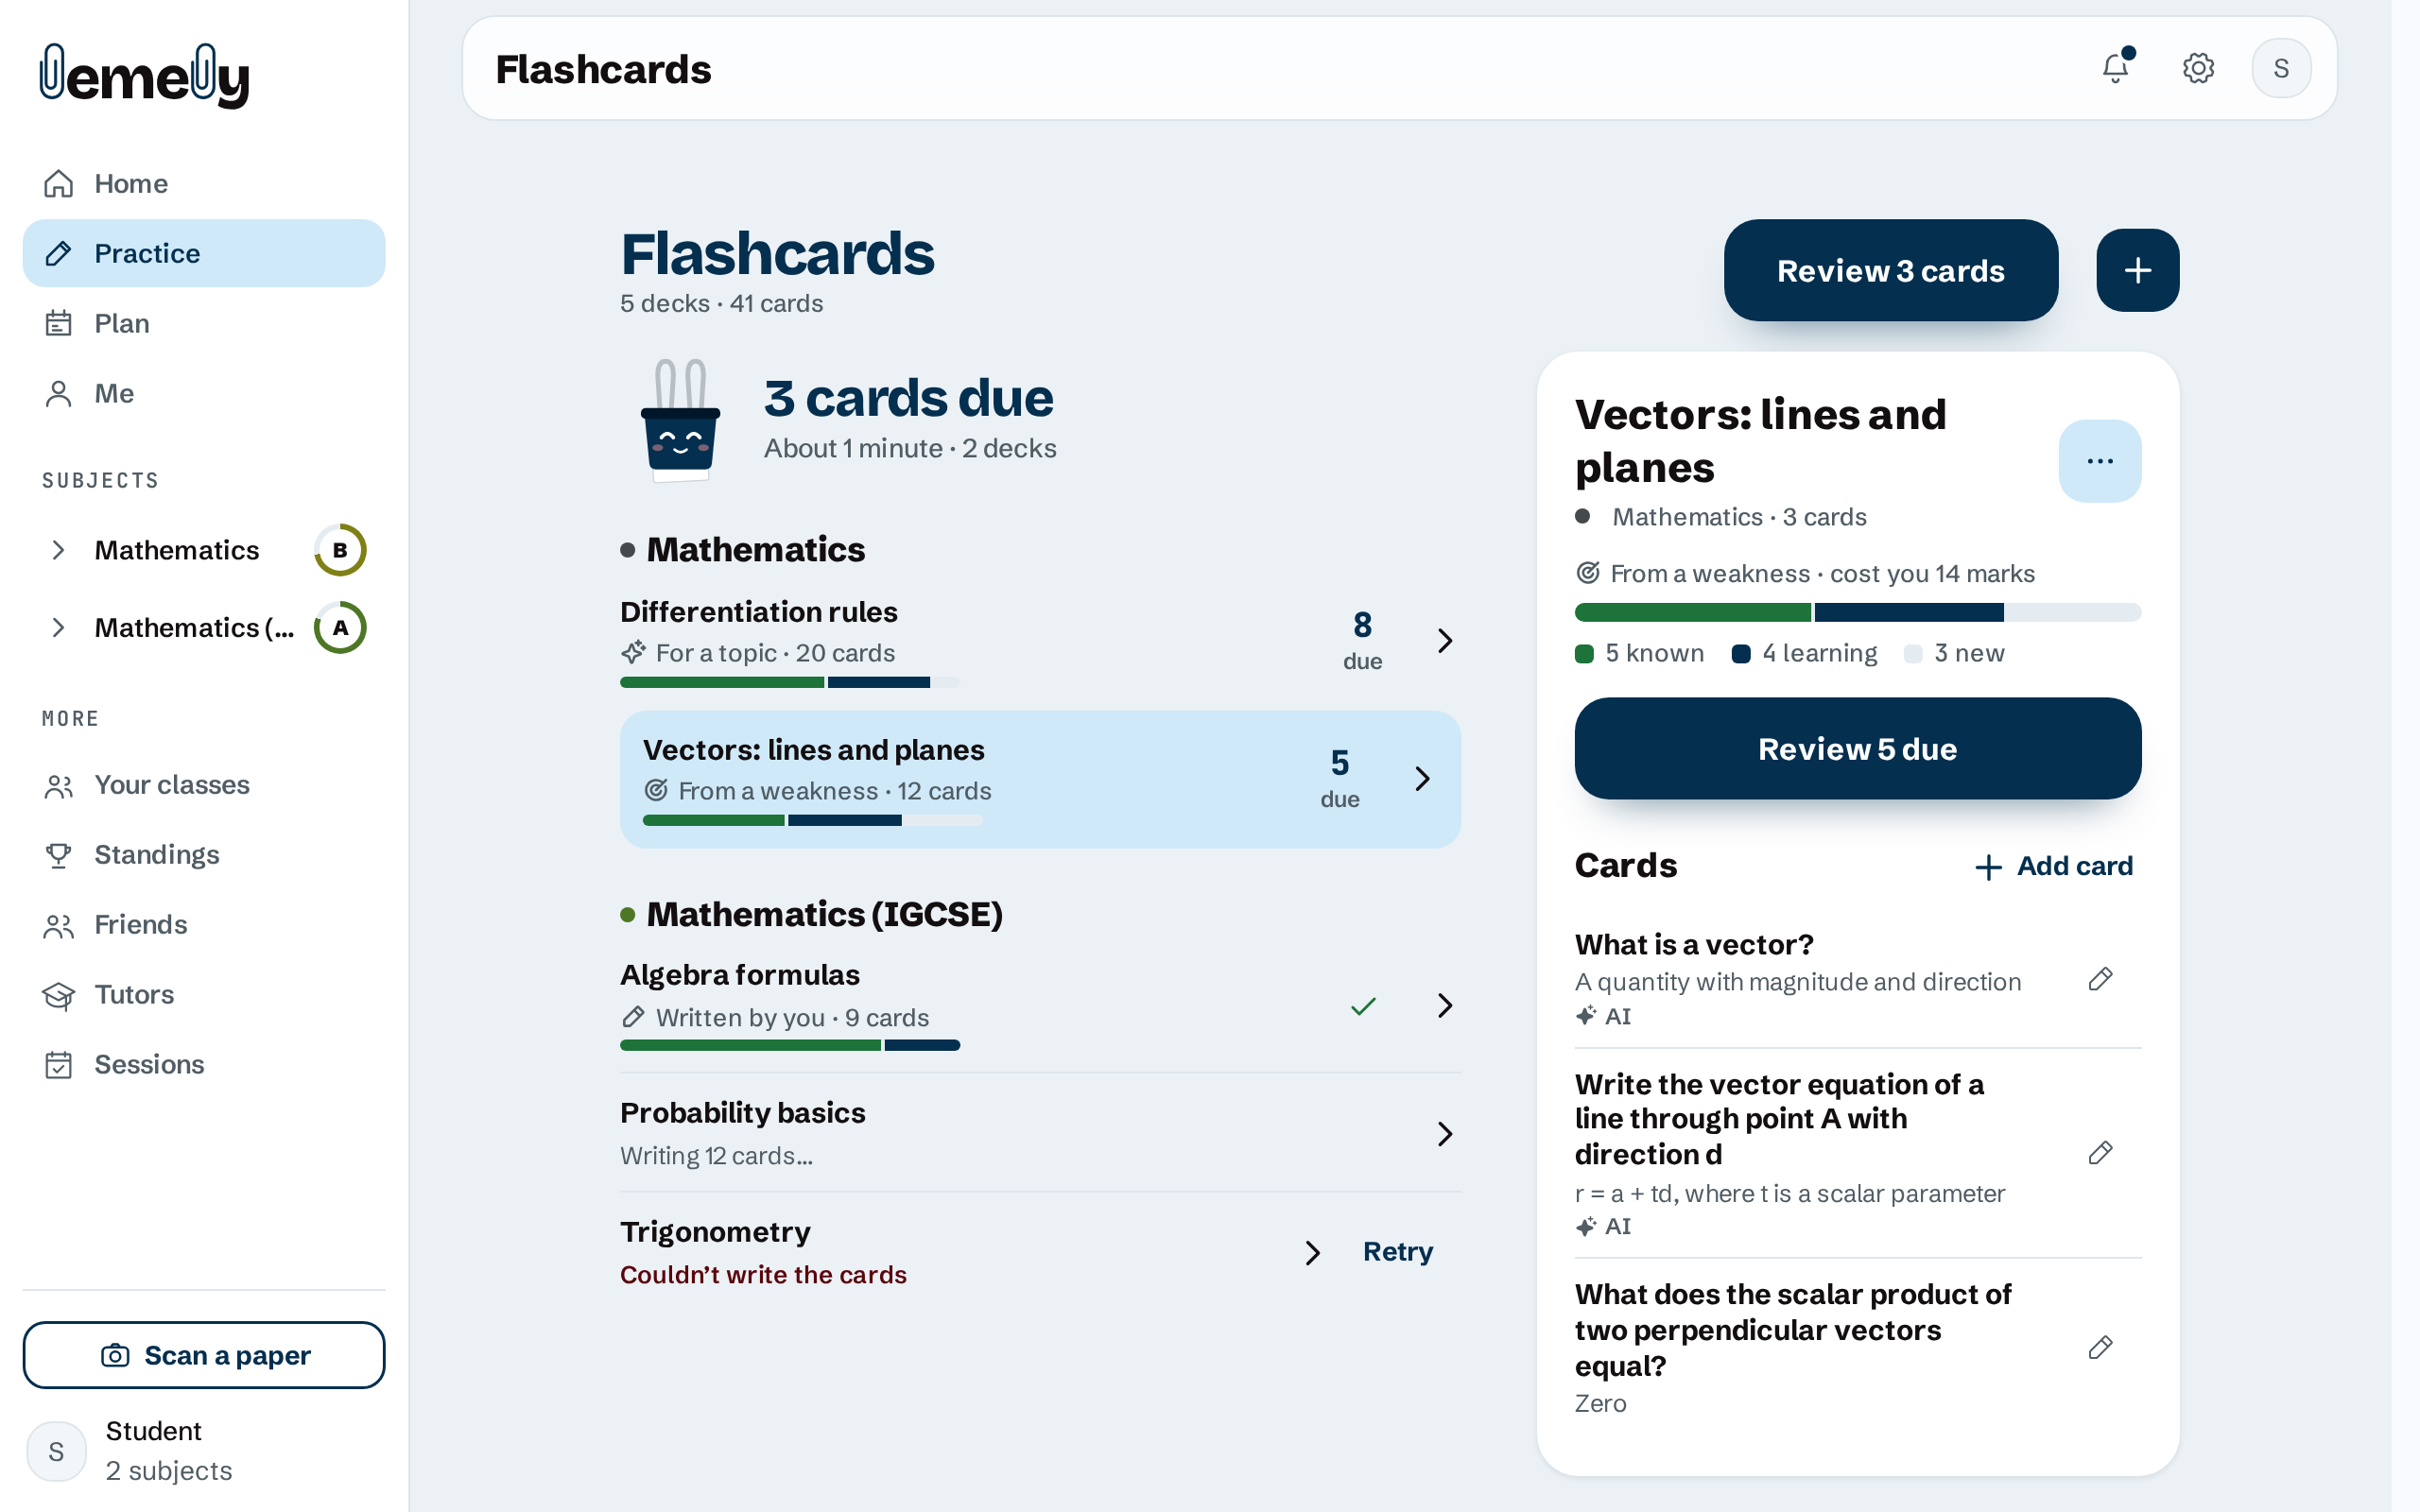 lemely
Home
Practice
Plan
Me
SUBJECTS
Mathematics B
Mathematics (... A
MORE
Your classes
Standings
Friends
Tutors
Sessions
Scan a paper
S
Student
2 subjects
Flashcards
S
Flashcards
5 decks · 41 cards
Review 3 cards
3 cards due
About 1 minute · 2 decks
Mathematics
Differentiation rules
For a topic · 20 cards
8
due
Vectors: lines and planes
From a weakness · 12 cards
5
due
Mathematics (IGCSE)
Algebra formulas
Written by you · 9 cards
Probability basics
Writing 12 cards...
Trigonometry
Couldn’t write the cards
Retry
Vectors: lines and
planes
Mathematics · 3 cards
From a weakness · cost you 14 marks
5 known 4 learning 3 new
Review 5 due
Cards
Add card
What is a vector?
A quantity with magnitude and direction
AI
Write the vector equation of a
line through point A with
direction d
r = a + td, where t is a scalar parameter
AI
What does the scalar product of
two perpendicular vectors
equal?
Zero